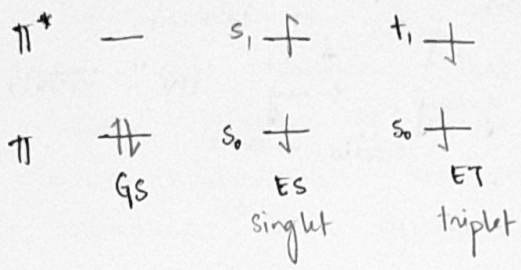 π* S₁ t₁
π S₀ S₀
GS ES ET
singlet triplet